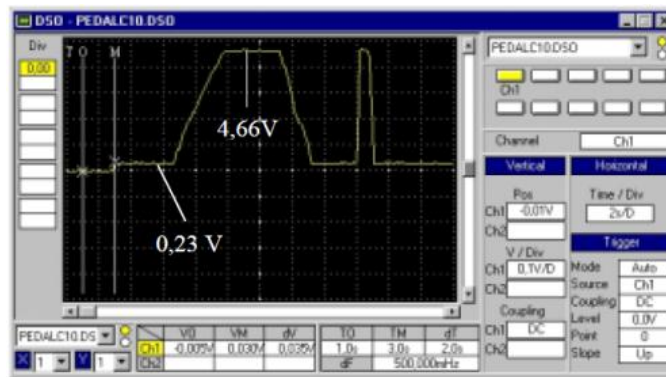 DSO - PEDALC10.DSO
Div
0,00
T O M
4,66V
0,23 V
PEDALC10.DSO
Ch1
Channel Ch1
Vertical Horizontal
Pos Time / Div
Ch1 -0,01V 2s/D
Ch2 Trigger
V / Div Mode Auto
Ch1 0,1V/D Source Ch1
Ch2 Coupling DC
Coupling Level 0,0V
Ch1 DC Point 0
Ch2 Slope Up
PEDALC10.DS VO VM dV TO TM dT
Ch1 -0,005V 0,030V 0,035V 1,0s 3,0s 2,0s
X 1 Y 1 Ch2 dF 500,000mHz